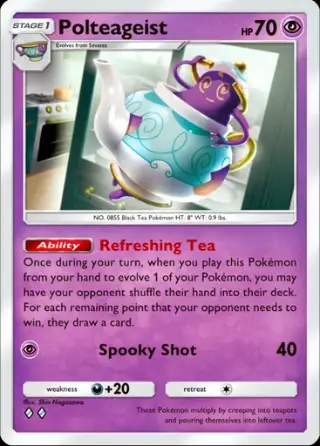 STAGE 1
Polteageist
HP 70
Evolves from Sinistea
NO. 0855 Black Tea Pokémon HT: 8" WT: 0.9 lbs.
Ability Refreshing Tea
Once during your turn, when you play this Pokémon
from your hand to evolve 1 of your Pokémon, you may
have your opponent shuffle their hand into their deck.
For each remaining point that your opponent needs to
win, they draw a card.
Spooky Shot 40
weakness +20 retreat
Illus. Shin Nagasawa
These Pokémon multiply by creeping into teapots
and pouring themselves into leftover tea.